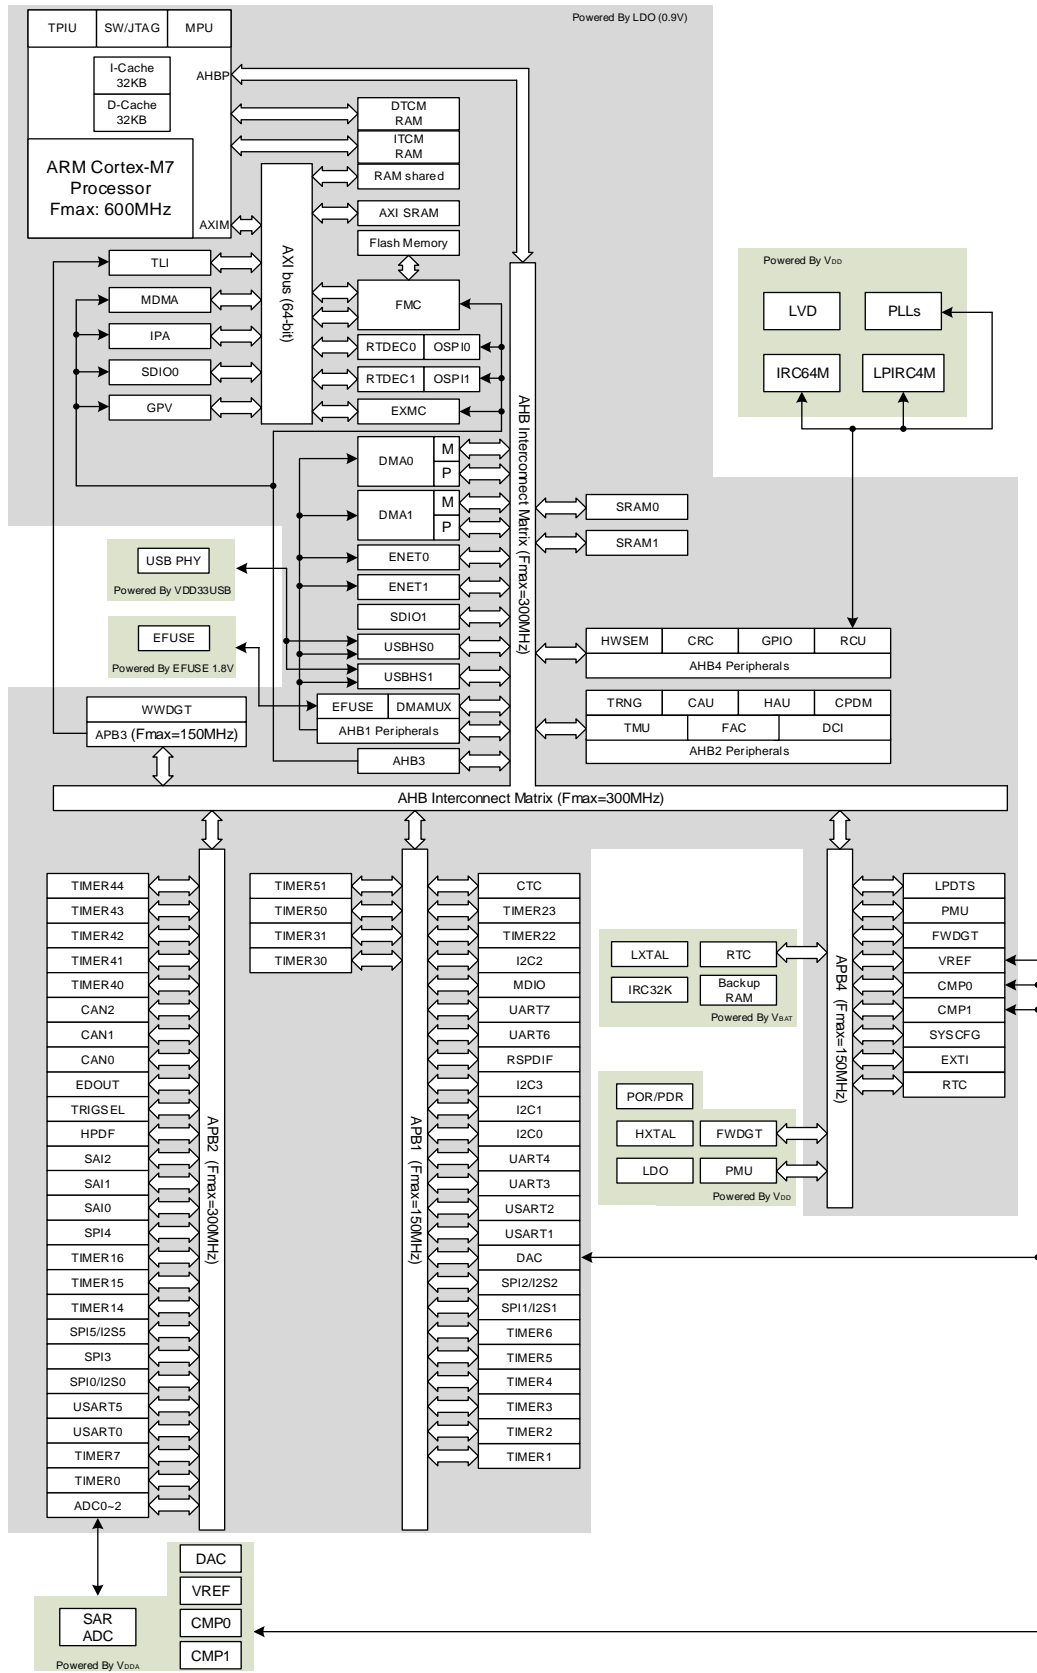 Powered By LDO (0.9V)
TPIU
SW/JTAG
MPU
I-Cache
32KB
D-Cache
32KB
AHBP
ARM Cortex-M7
Processor
Fmax: 600MHz
AXIM
DTCM
RAM
ITCM
RAM
RAM shared
AXI SRAM
Flash Memory
AXI bus (64-bit)
TLI
MDMA
IPA
SDIO0
GPV
FMC
RTDEC0
OSPI0
RTDEC1
OSPI1
EXMC
AHB Interconnect Matrix (Fmax=300MHz)
DMA0
M
P
DMA1
M
P
ENET0
ENET1
SDIO1
USBHS0
USBHS1
EFUSE
DMAMUX
AHB1 Peripherals
AHB3
Powered By VDD
LVD
PLLs
IRC64M
LPIRC4M
SRAM0
SRAM1
HWSEM
CRC
GPIO
RCU
AHB4 Peripherals
TRNG
CAU
HAU
CPDM
TMU
FAC
DCI
AHB2 Peripherals
USB PHY
Powered By VDD33USB
EFUSE
Powered By EFUSE 1.8V
WWDGT
APB3 (Fmax=150MHz)
AHB Interconnect Matrix (Fmax=300MHz)
TIMER44
TIMER43
TIMER42
TIMER41
TIMER40
CAN2
CAN1
CAN0
EDOUT
TRIGSEL
HPDF
SAI2
SAI1
SAI0
SPI4
TIMER16
TIMER15
TIMER14
SPI5/I2S5
SPI3
SPI0/I2S0
USART5
USART0
TIMER7
TIMER0
ADC0~2
APB2 (Fmax=300MHz)
TIMER51
TIMER50
TIMER31
TIMER30
APB1 (Fmax=150MHz)
CTC
TIMER23
TIMER22
I2C2
MDIO
UART7
UART6
RSPDIF
I2C3
I2C1
I2C0
UART4
UART3
USART2
USART1
DAC
SPI2/I2S2
SPI1/I2S1
TIMER6
TIMER5
TIMER4
TIMER3
TIMER2
TIMER1
LXTAL
RTC
IRC32K
Backup
RAM
Powered By VBAT
POR/PDR
HXTAL
FWDGT
LDO
PMU
Powered By VDD
APB4 (Fmax=150MHz)
LPDTS
PMU
FWDGT
VREF
CMP0
CMP1
SYSCFG
EXTI
RTC
SAR
ADC
Powered By VDDA
DAC
VREF
CMP0
CMP1